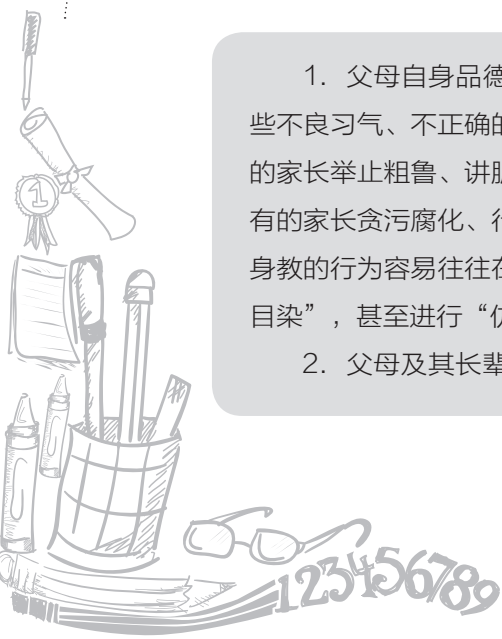 1. 父母自身品德
些不良习气、不正确的
的家长举止粗鲁、讲脏
有的家长贪污腐化、行
身教的行为容易往往在
目染”，甚至进行“仿
2. 父母及其长辈
1
123456789